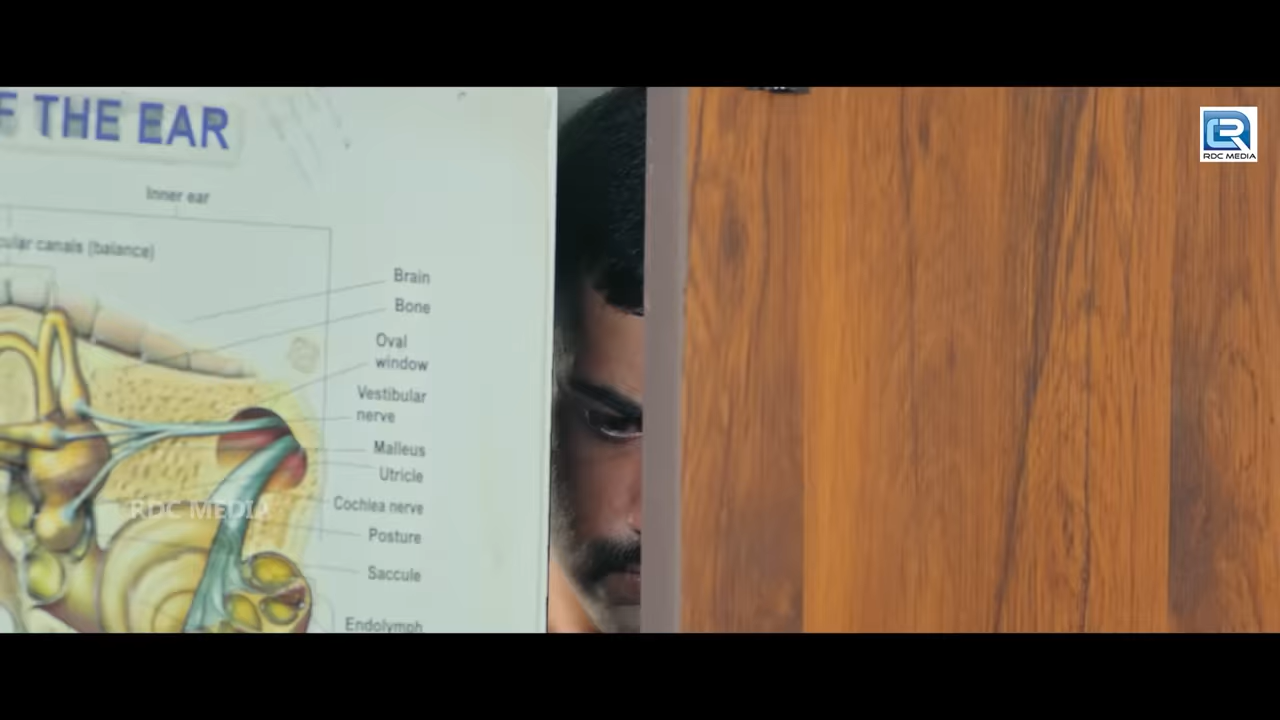 F THE EAR
Inner ear
cular canals (balance)
Brain
Bone
Oval
window
Vestibular
nerve
Malleus
Utricle
Cochlea nerve
Posture
Saccule
Endolymph
RDC MEDIA
RDC MEDIA